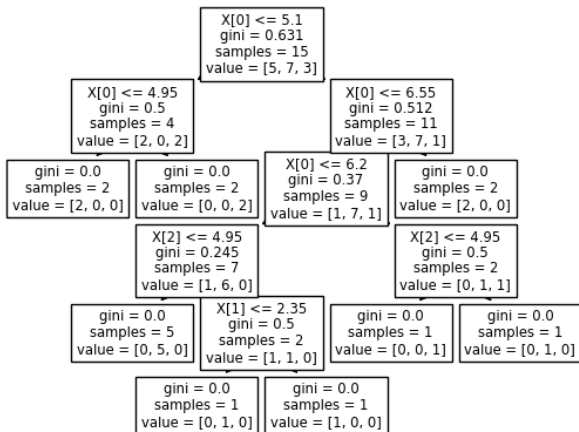 X[0] <= 5.1
gini = 0.631
samples = 15
value = [5, 7, 3]
X[0] <= 4.95
gini = 0.5
samples = 4
value = [2, 0, 2]
X[0] <= 6.55
gini = 0.512
samples = 11
value = [3, 7, 1]
gini = 0.0
samples = 2
value = [2, 0, 0]
gini = 0.0
samples = 2
value = [0, 0, 2]
X[0] <= 6.2
gini = 0.37
samples = 9
value = [1, 7, 1]
gini = 0.0
samples = 2
value = [2, 0, 0]
X[2] <= 4.95
gini = 0.245
samples = 7
value = [1, 6, 0]
X[2] <= 4.95
gini = 0.5
samples = 2
value = [0, 1, 1]
gini = 0.0
samples = 5
value = [0, 5, 0]
X[1] <= 2.35
gini = 0.5
samples = 2
value = [1, 1, 0]
gini = 0.0
samples = 1
value = [0, 0, 1]
gini = 0.0
samples = 1
value = [0, 1, 0]
gini = 0.0
samples = 1
value = [0, 1, 0]
gini = 0.0
samples = 1
value = [1, 0, 0]